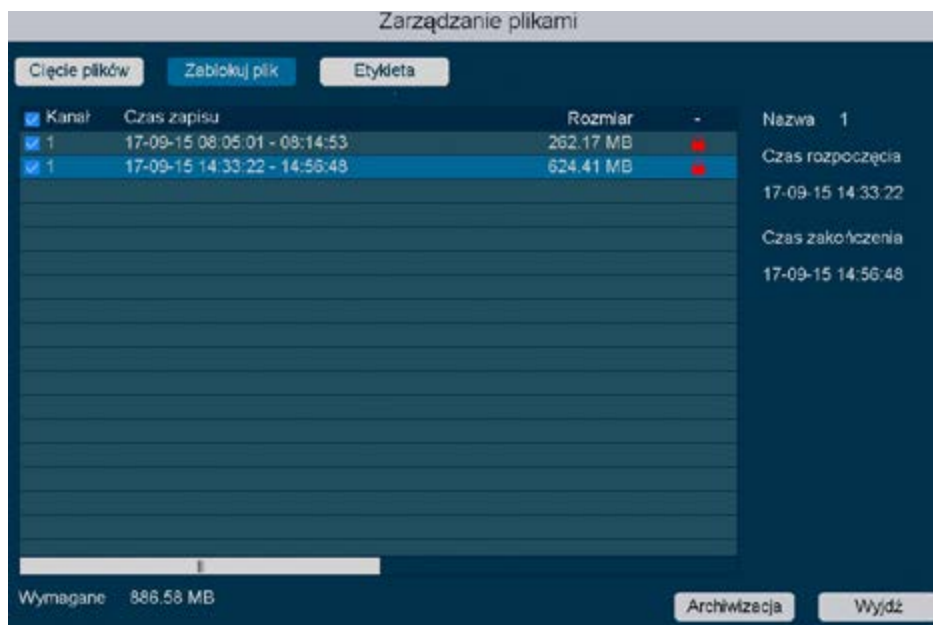 Zarządzanie plikami
Cięcie plików Zablokuj plik Etykieta
Kanał Czas zapisu Rozmiar -
1 17-09-15 08:05:01 - 08:14:53 262.17 MB
1 17-09-15 14:33:22 - 14:56:48 624.41 MB
Nazwa 1
Czas rozpoczęcia
17-09-15 14:33:22
Czas zakończenia
17-09-15 14:56:48
Wymagane 886.58 MB
Archiwizacja Wyjdź